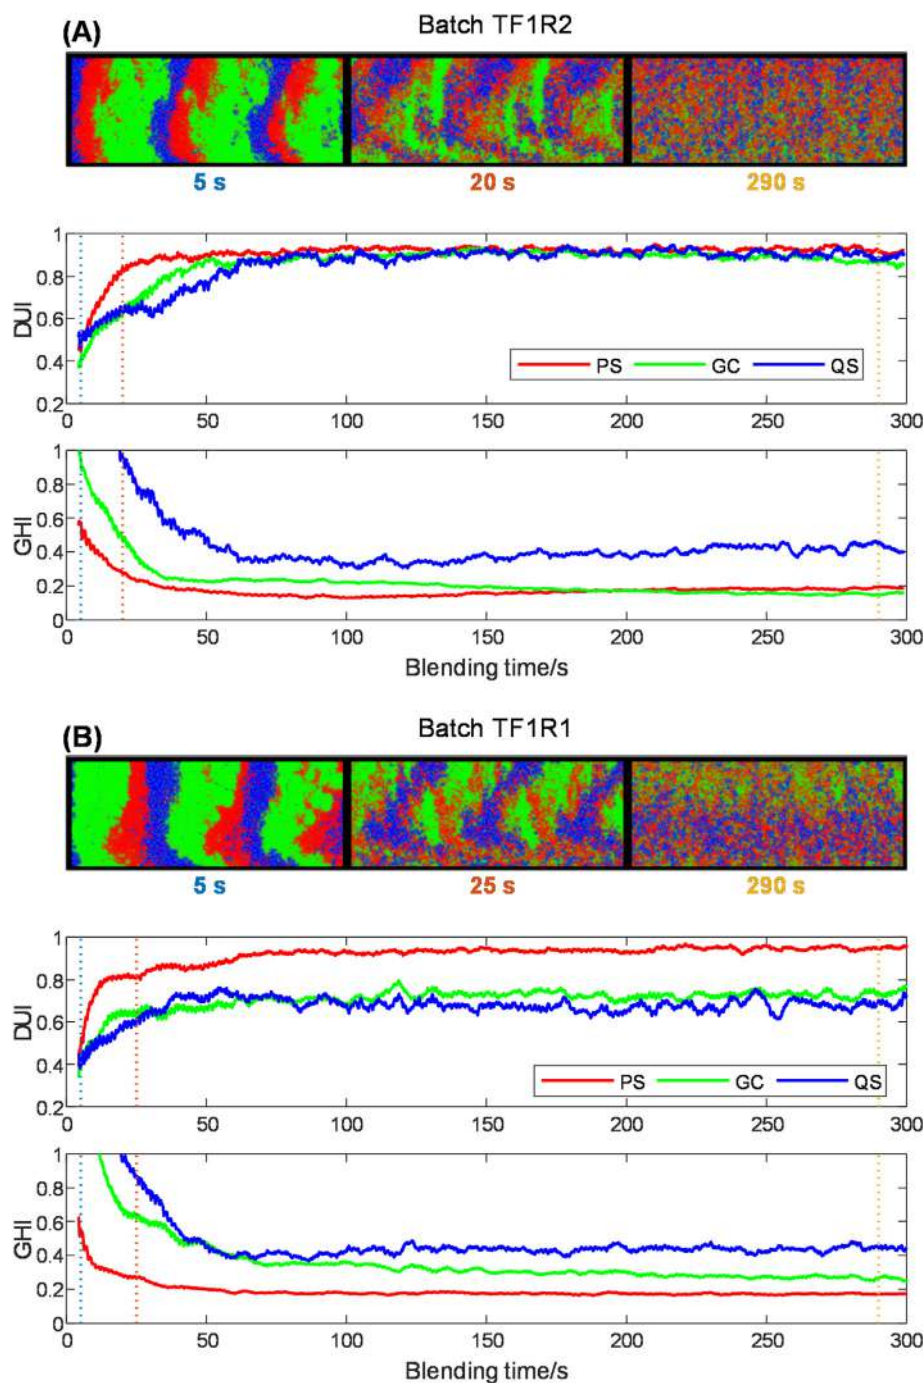 (A) Batch TF1R2
5 s 20 s 290 s
1
0.8
0.6
0.4
0.2
DUI
PS GC QS
0 50 100 150 200 250 300
1
0.8
0.6
0.4
0.2
0
GHI
0 50 100 150 200 250 300
Blending time/s
(B) Batch TF1R1
5 s 25 s 290 s
1
0.8
0.6
0.4
0.2
DUI
PS GC QS
0 50 100 150 200 250 300
1
0.8
0.6
0.4
0.2
0
GHI
0 50 100 150 200 250 300
Blending time/s